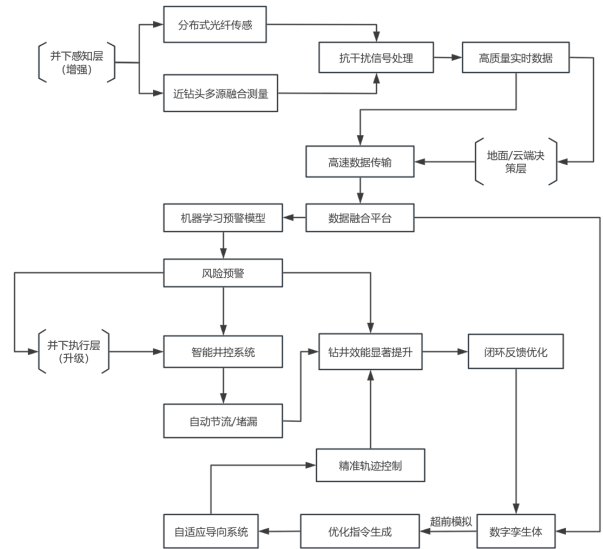 分布式光纤传感
井下感知层
(增强)
抗干扰信号处理
高质量实时数据
近钻头多源融合测量
高速数据传输
地面/云端决
策层
机器学习预警模型
数据融合平台
风险预警
井下执行层
(升级)
智能井控系统
钻井效能显著提升
闭环反馈优化
自动节流/堵漏
精准轨迹控制
自适应导向系统
优化指令生成
超前模拟
数字孪生体